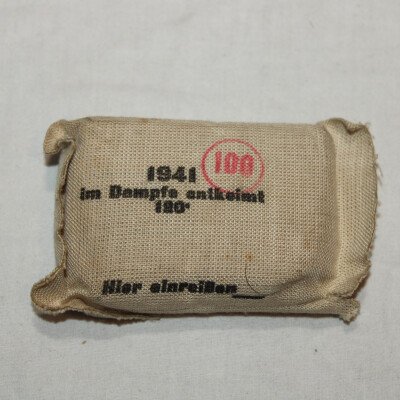 100
1941
im Dampfe entkeimt
120°
Hier einreißen